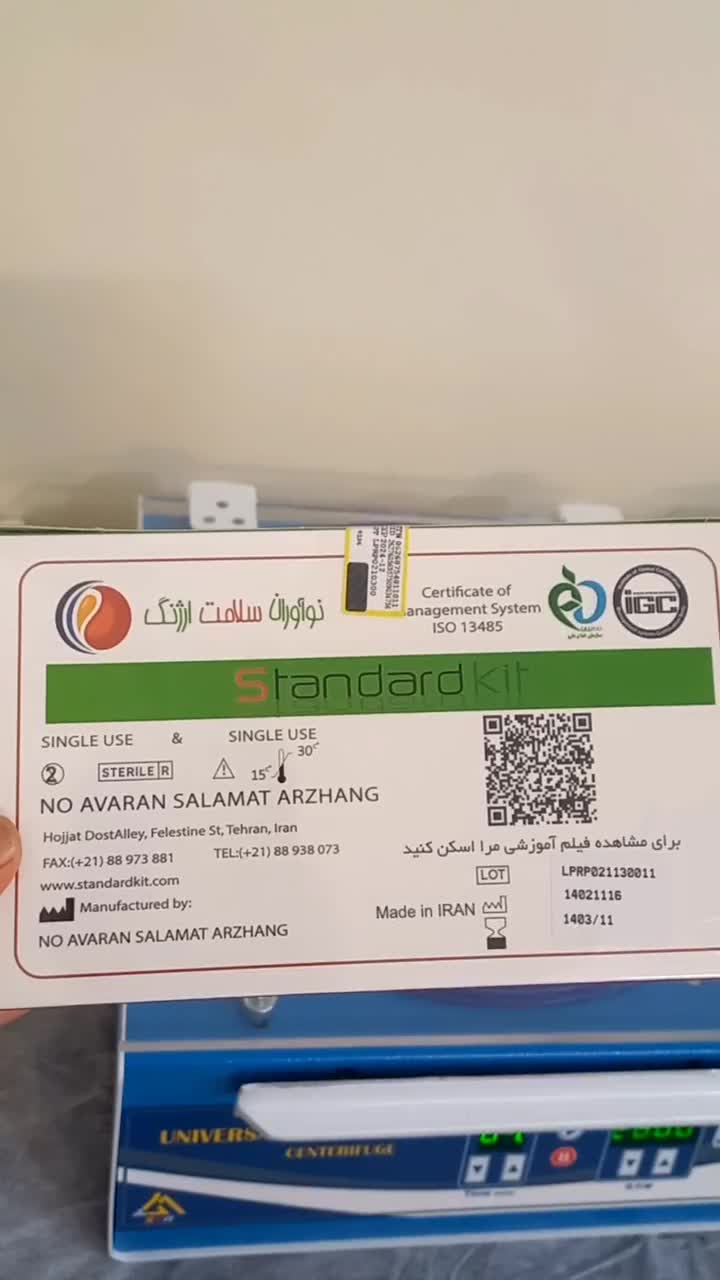 نوآوران سلامت ارژنگ
Certificate of
anagement System
ISO 13485
iGC
Standard Kit
SINGLE USE & SINGLE USE
2 STERILE R 15°C 30°C
NO AVARAN SALAMAT ARZHANG
Hojjat DostAlley, Felestine St, Tehran, Iran
FAX:(+21) 88 973 881 TEL:(+21) 88 938 073
www.standardkit.com
Manufactured by:
NO AVARAN SALAMAT ARZHANG
برای مشاهده فیلم آموزشی مرا اسکن کنید
LOT LPRP021130011
14021116
Made in IRAN
1403/11
UNIVERS
CENTRIFUGE